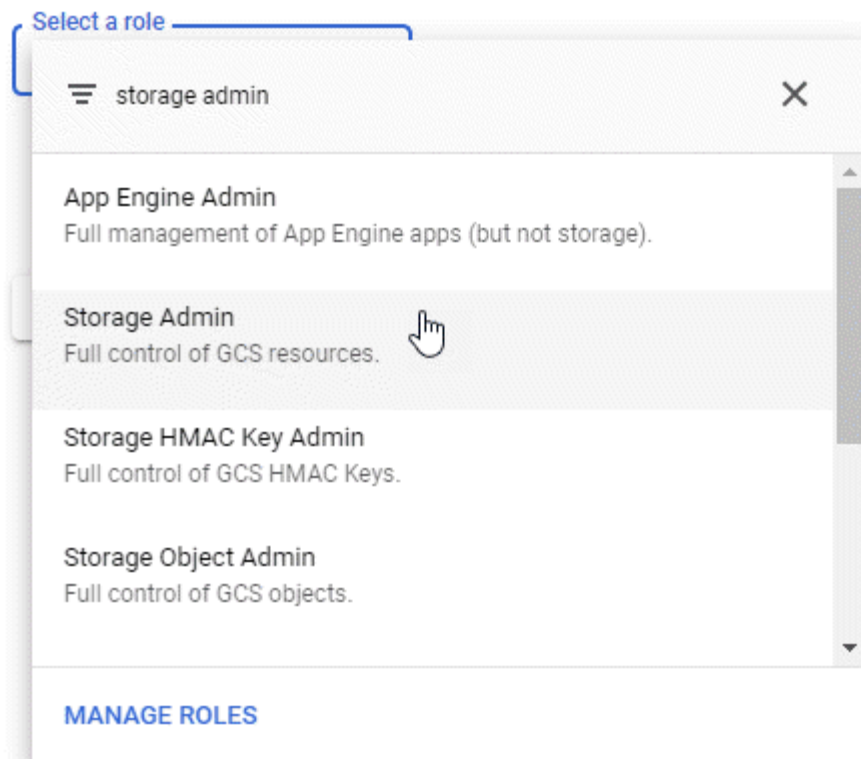 Select a role
storage admin
App Engine Admin
Full management of App Engine apps (but not storage).
Storage Admin
Full control of GCS resources.
Storage HMAC Key Admin
Full control of GCS HMAC Keys.
Storage Object Admin
Full control of GCS objects.
MANAGE ROLES